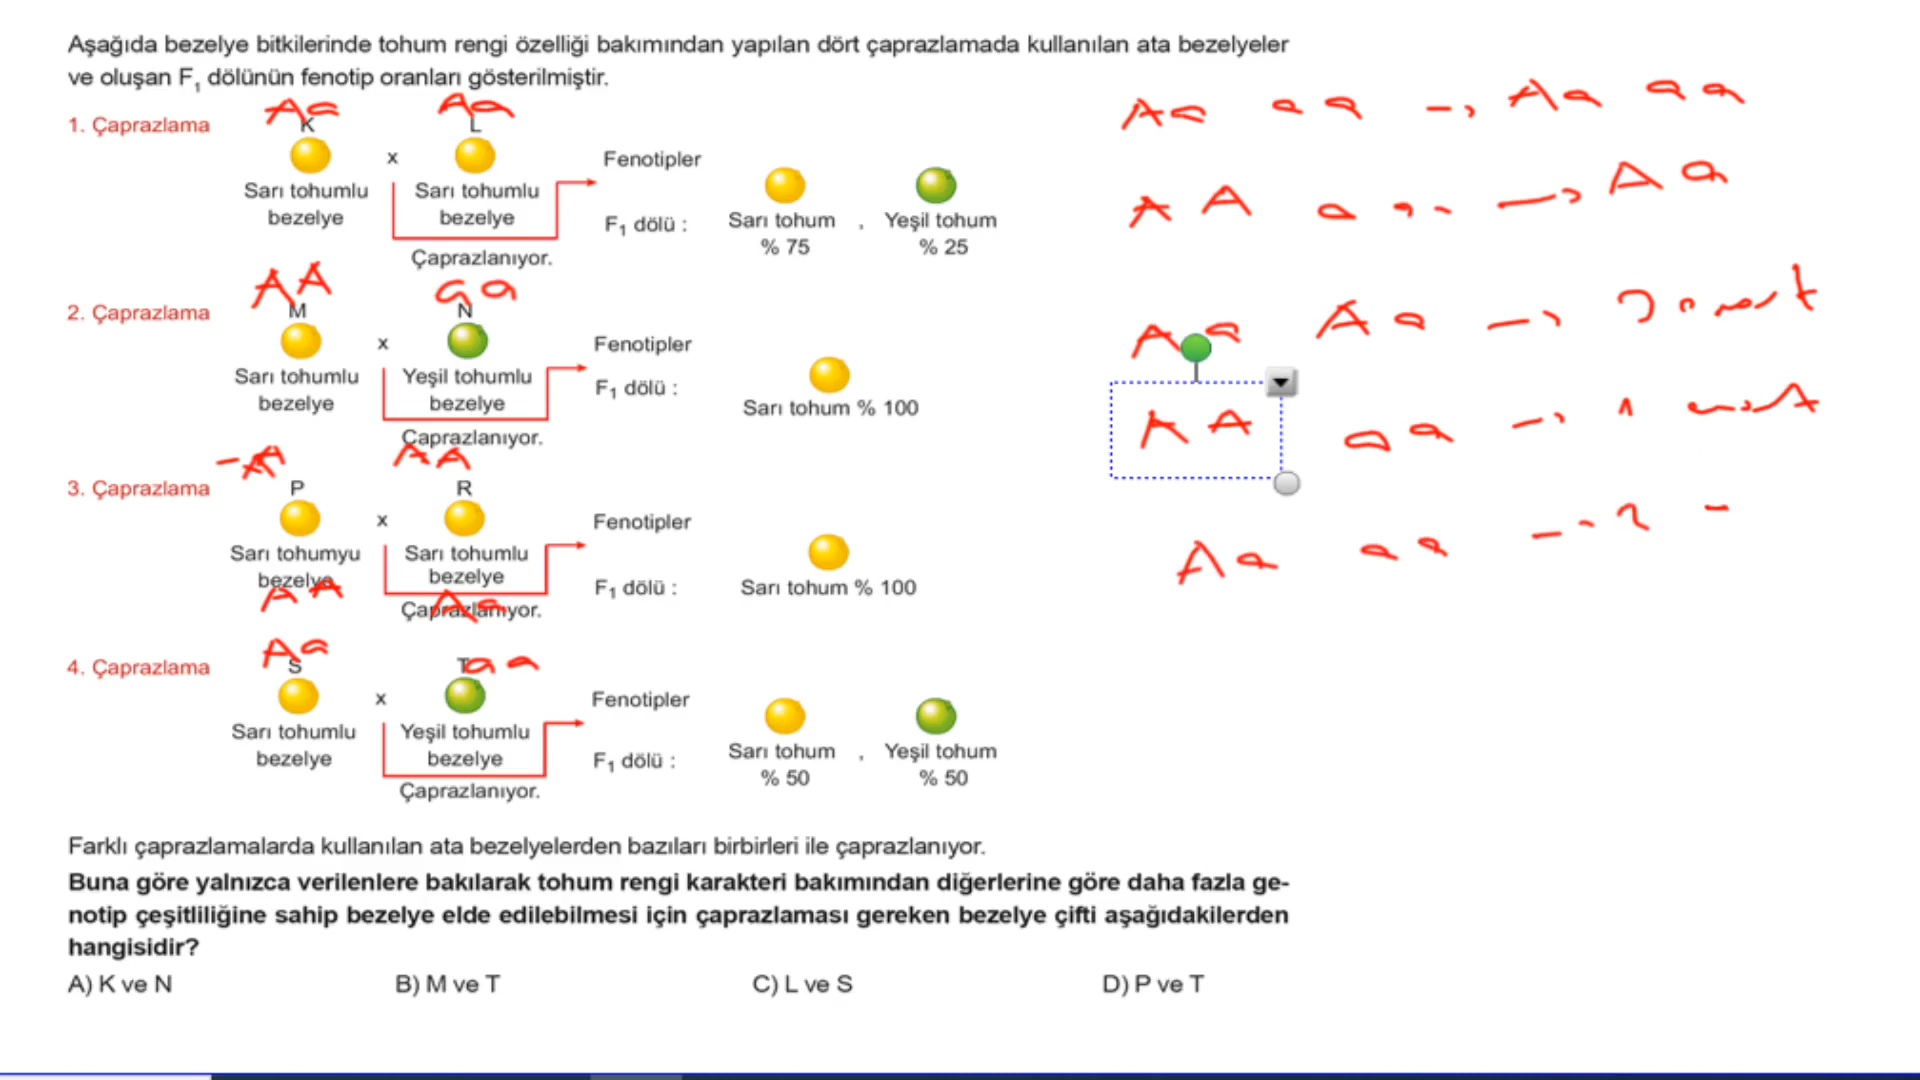 Aşağıda bezelye bitkilerinde tohum rengi özelliği bakımından yapılan dört çaprazlamada kullanılan ata bezelyeler
ve oluşan F₁ dölünün fenotip oranları gösterilmiştir.
Aa Aa
1. Çaprazlama K L
x
Sarı tohumlu bezelye
Sarı tohumlu bezelye
Çaprazlanıyor.
Fenotipler
F₁ dölü : Sarı tohum % 75 , Yeşil tohum % 25
AA aa
2. Çaprazlama M N
x
Sarı tohumlu bezelye
Yeşil tohumlu bezelye
Çaprazlanıyor.
Fenotipler
F₁ dölü : Sarı tohum % 100
AA
3. Çaprazlama P R
x
Sarı tohumyu bezelye
Sarı tohumlu bezelye
Çaprazlanıyor.
AA Aa
Fenotipler
F₁ dölü : Sarı tohum % 100
Aa aa
4. Çaprazlama S T
x
Sarı tohumlu bezelye
Yeşil tohumlu bezelye
Çaprazlanıyor.
Fenotipler
F₁ dölü : Sarı tohum % 50 , Yeşil tohum % 50
Aa aa → Aa aa
AA → Aa
Aa Aa →
AA aa → 1
Aa aa
Farklı çaprazlamalarda kullanılan ata bezelyelerden bazıları birbirleri ile çaprazlanıyor.
Buna göre yalnızca verilenlere bakılarak tohum rengi karakteri bakımından diğerlerine göre daha fazla ge-
notip çeşitliliğine sahip bezelye elde edilebilmesi için çaprazlaması gereken bezelye çifti aşağıdakilerden
hangisidir?
A) K ve N B) M ve T C) L ve S D) P ve T